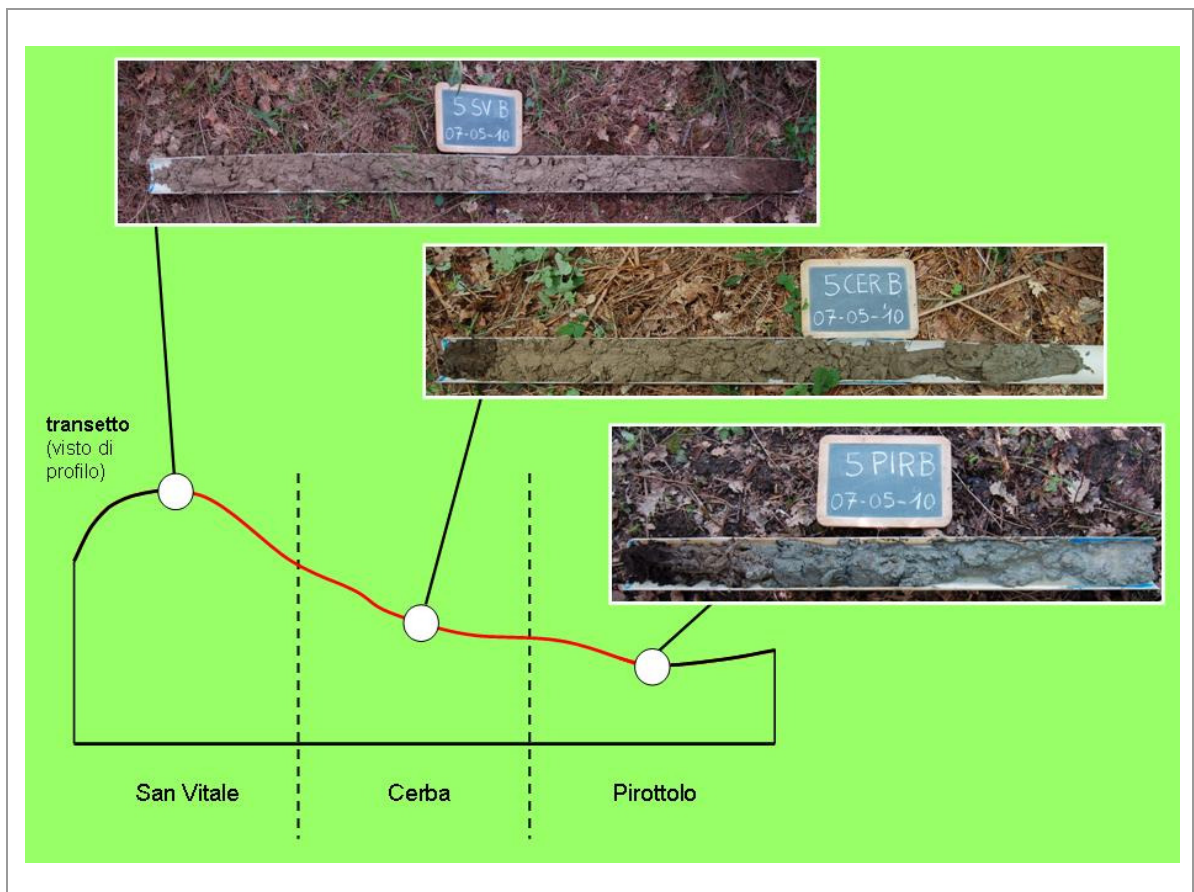 5 SV B
07-05-10
5 CER B
07-05-'10
5 PIR B
07-05-10
transetto
(visto di
profilo)
San Vitale
Cerba
Pirottolo